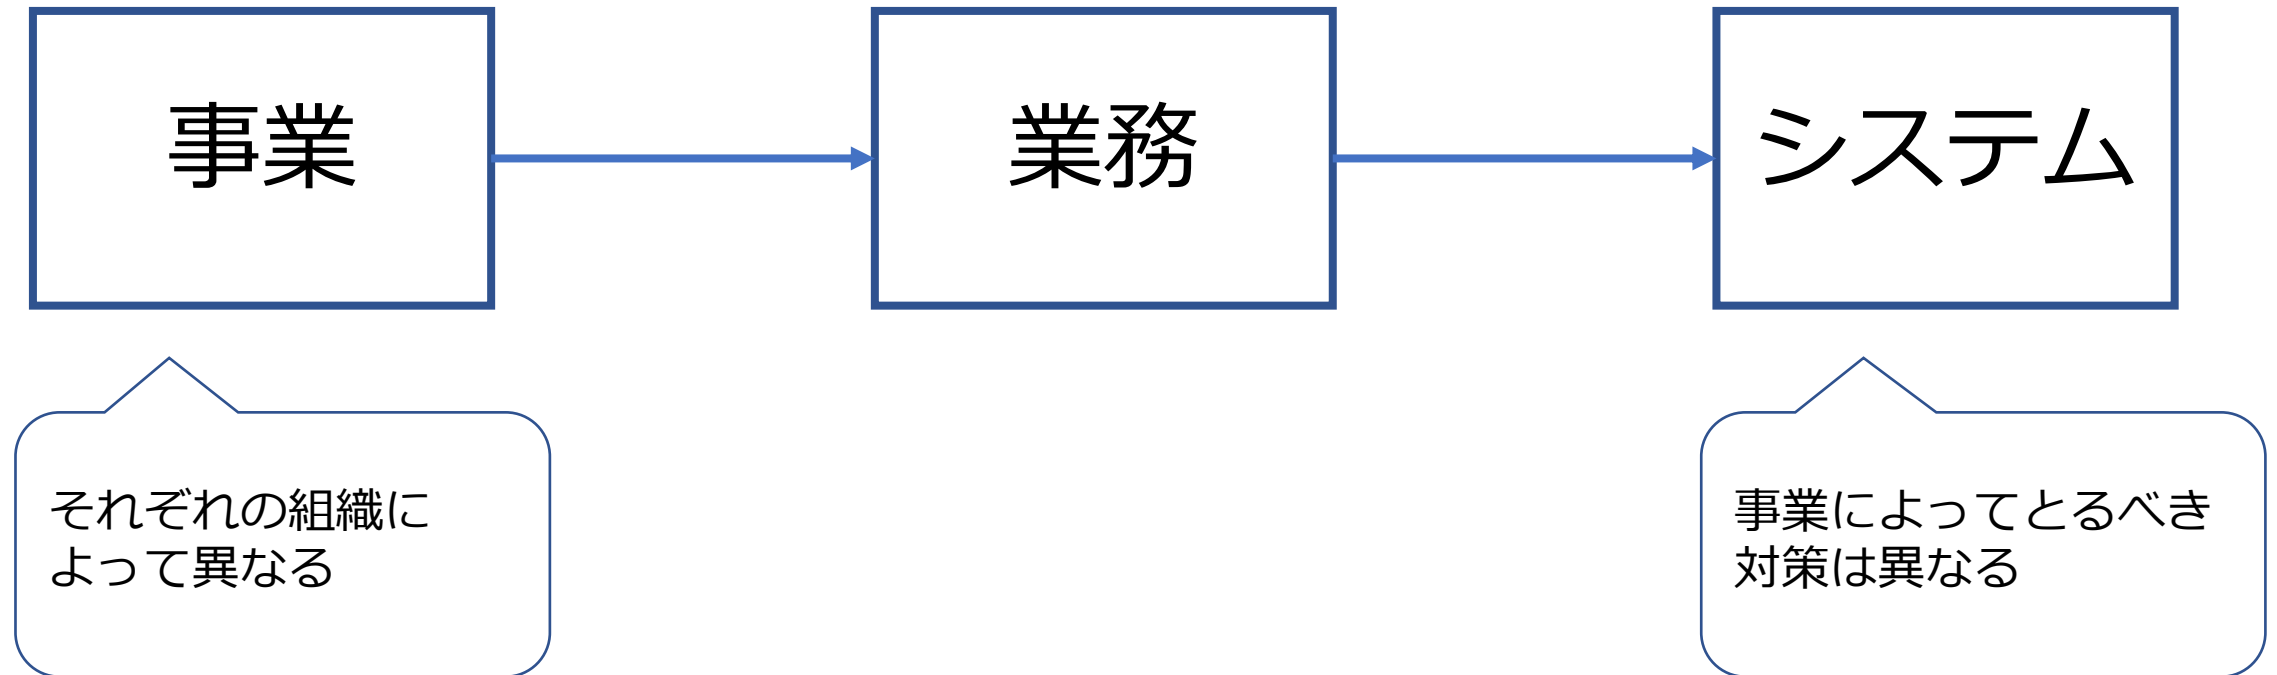 事業
業務
システム
それぞれの組織に
よって異なる
事業によってとるべき
対策は異なる